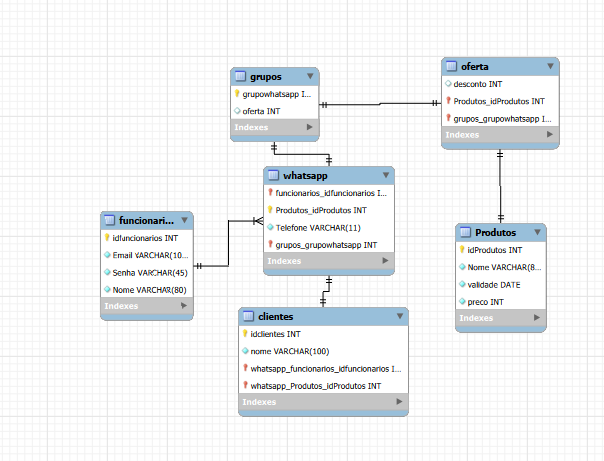 grupos
grupowhatsapp I...
oferta INT
Indexes
oferta
desconto INT
Produtos_idProdutos INT
grupos_grupowhatsapp INT
Indexes
whatsapp
funcionarios_idfuncionarios I...
Produtos_idProdutos INT
Telefone VARCHAR(11)
grupos_grupowhatsapp INT
Indexes
funcionari...
idfuncionarios INT
Email VARCHAR(10...
Senha VARCHAR(45)
Nome VARCHAR(80)
Indexes
Produtos
idProdutos INT
Nome VARCHAR(8...
validade DATE
preco INT
Indexes
clientes
idclientes INT
nome VARCHAR(100)
whatsapp_funcionarios_idfuncionarios I...
whatsapp_Produtos_idProdutos INT
Indexes